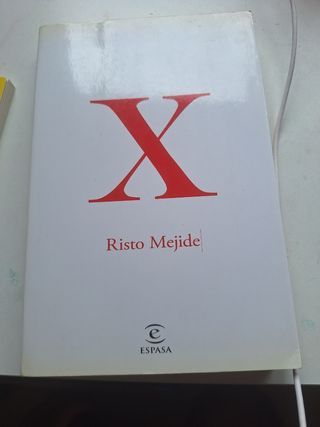 X
Risto Mejide
e
ESPASA